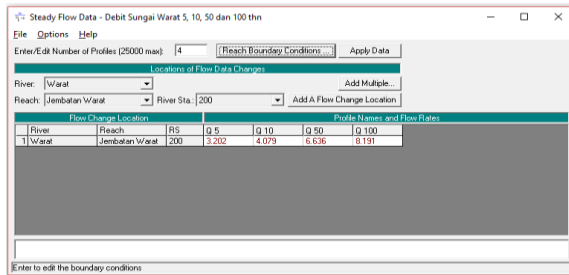 Steady Flow Data - Debit Sungai Warat 5, 10, 50 dan 100 thn
File Options Help
Enter/Edit Number of Profiles (25000 max): 4 Reach Boundary Conditions ... Apply Data
Locations of Flow Data Changes
River: Warat Add Multiple...
Reach: Jembatan Warat River Sta.: 200 Add A Flow Change Location
Flow Change Location Profile Names and Flow Rates
River Reach RS Q 5 Q 10 Q 50 Q 100
1 Warat Jembatan Warat 200 3.202 4.079 6.636 8.191
Enter to edit the boundary conditions